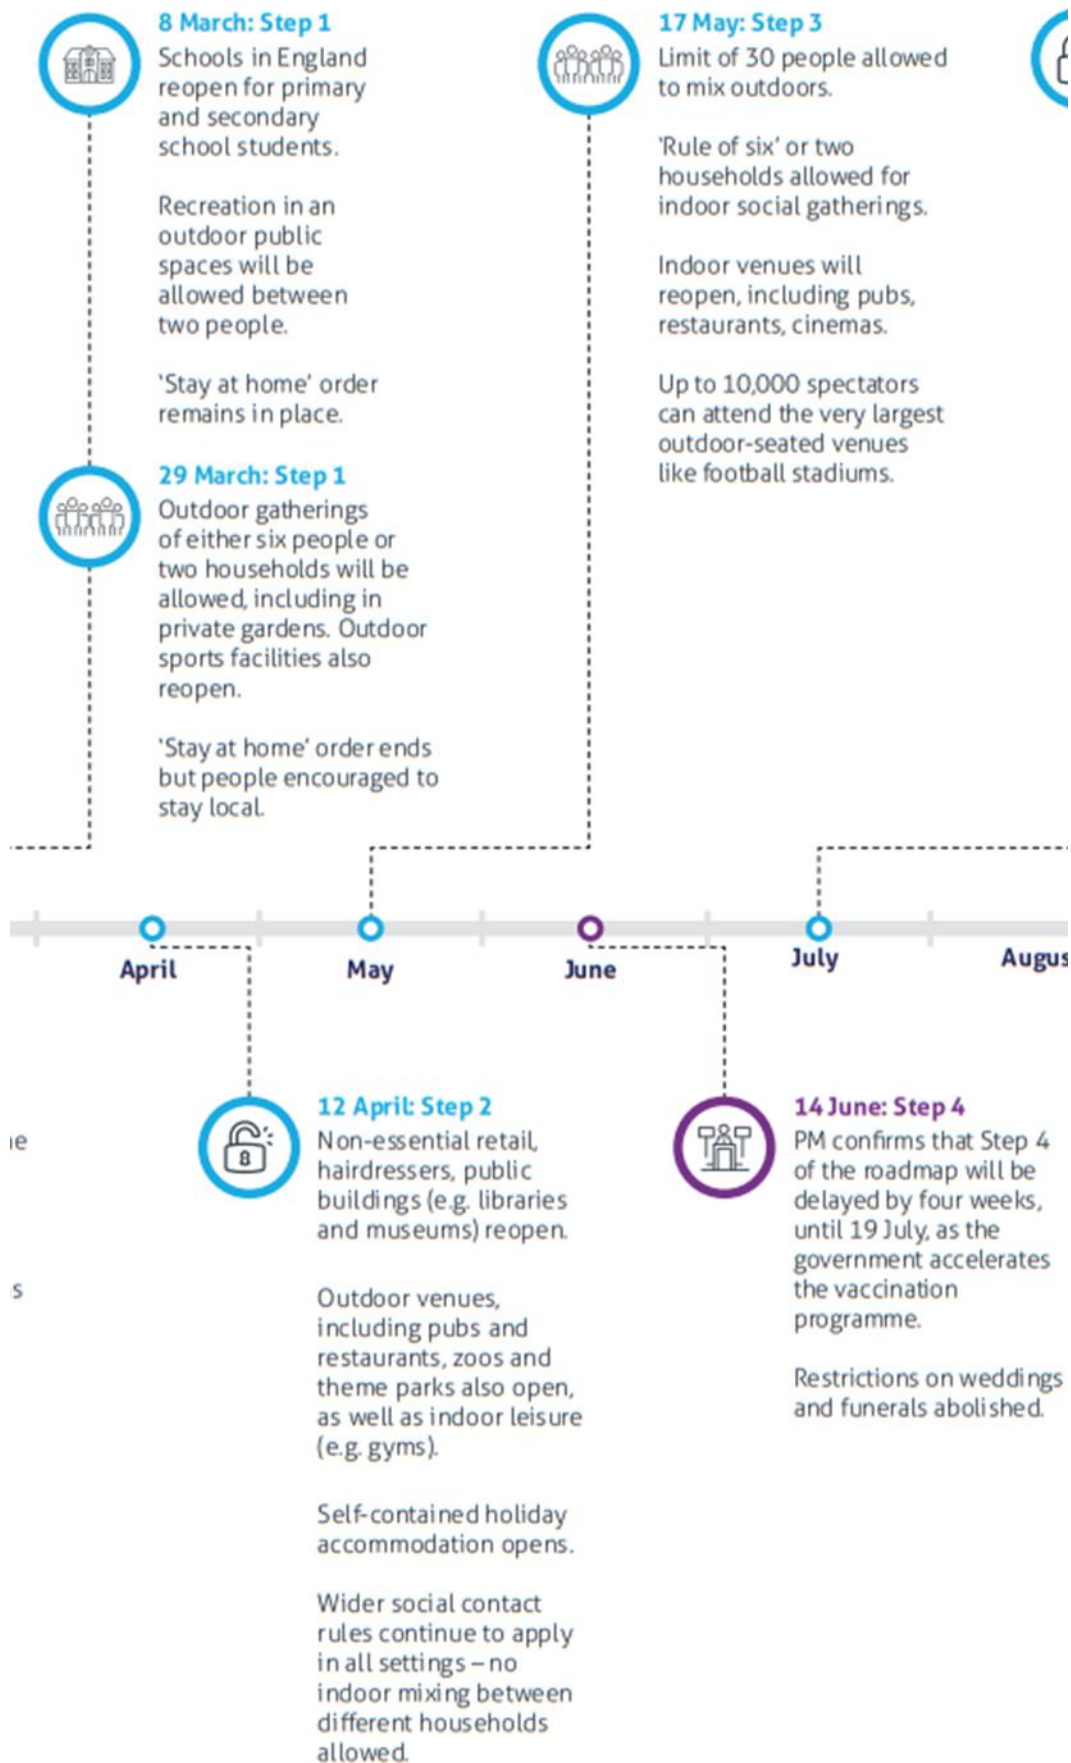 8 March: Step 1
Schools in England
reopen for primary
and secondary
school students.
Recreation in an
outdoor public
spaces will be
allowed between
two people.
'Stay at home' order
remains in place.
29 March: Step 1
Outdoor gatherings
of either six people or
two households will be
allowed, including in
private gardens. Outdoor
sports facilities also
reopen.
'Stay at home' order ends
but people encouraged to
stay local.
17 May: Step 3
Limit of 30 people allowed
to mix outdoors.
'Rule of six' or two
households allowed for
indoor social gatherings.
Indoor venues will
reopen, including pubs,
restaurants, cinemas.
Up to 10,000 spectators
can attend the very largest
outdoor-seated venues
like football stadiums.
April
May
June
July
Augus
12 April: Step 2
Non-essential retail,
hairdressers, public
buildings (e.g. libraries
and museums) reopen.
Outdoor venues,
including pubs and
restaurants, zoos and
theme parks also open,
as well as indoor leisure
(e.g. gyms).
Self-contained holiday
accommodation opens.
Wider social contact
rules continue to apply
in all settings – no
indoor mixing between
different households
allowed.
14 June: Step 4
PM confirms that Step 4
of the roadmap will be
delayed by four weeks,
until 19 July, as the
government accelerates
the vaccination
programme.
Restrictions on weddings
and funerals abolished.